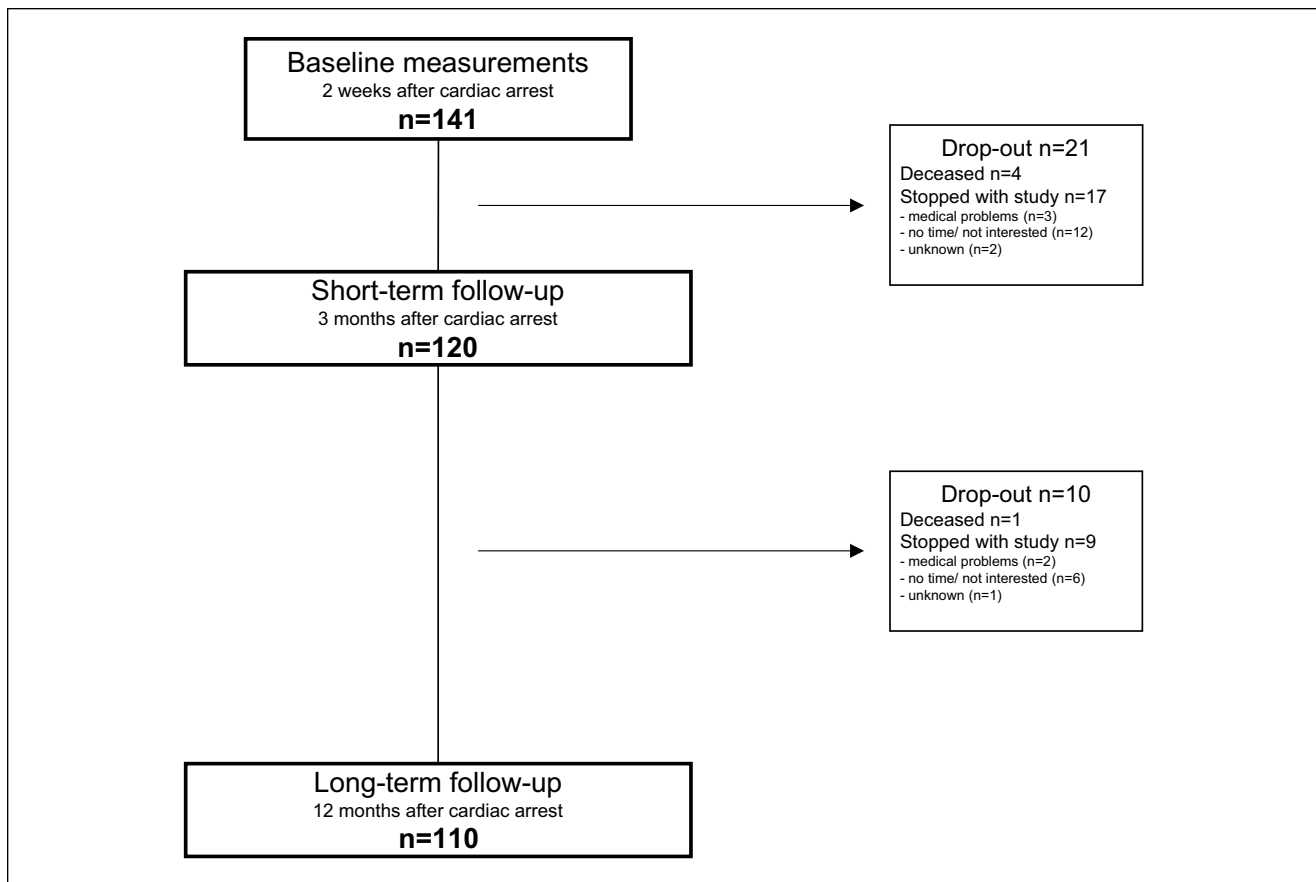 Baseline measurements
2 weeks after cardiac arrest
n=141
Drop-out n=21
Deceased n=4
Stopped with study n=17
- medical problems (n=3)
- no time/ not interested (n=12)
- unknown (n=2)
Short-term follow-up
3 months after cardiac arrest
n=120
Drop-out n=10
Deceased n=1
Stopped with study n=9
- medical problems (n=2)
- no time/ not interested (n=6)
- unknown (n=1)
Long-term follow-up
12 months after cardiac arrest
n=110